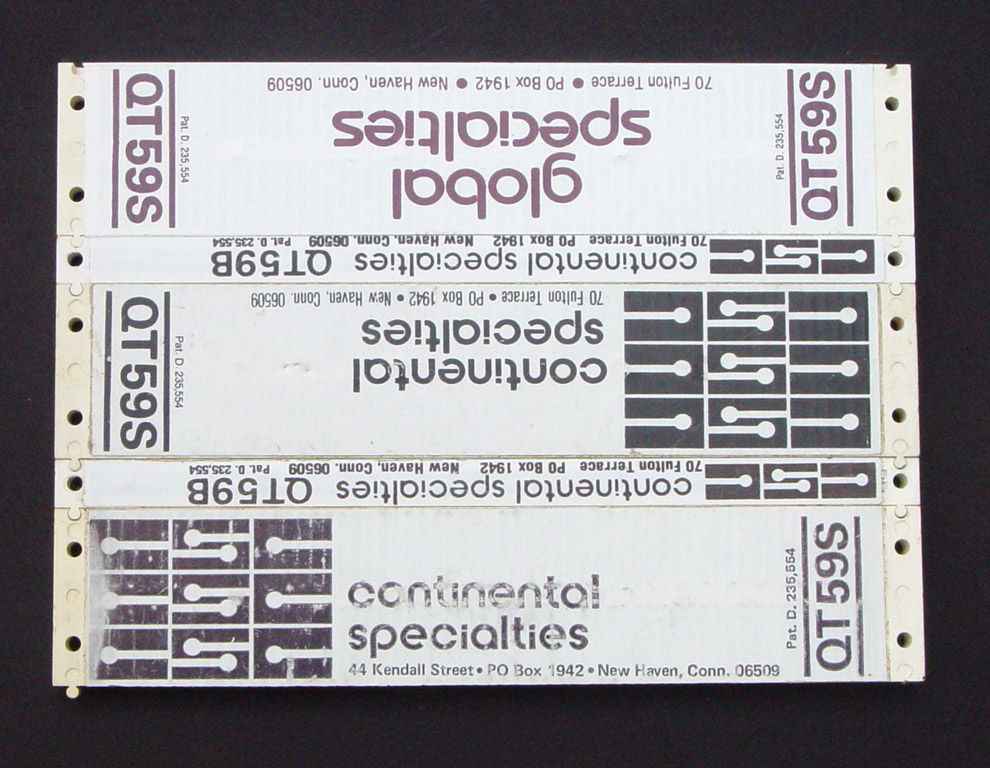 QT59S
Pat. D. 235,554
70 Fulton Terrace • PO Box 1942 • New Haven, Conn. 06509
global
specialties
Pat. D. 235,554
QT59S
continental specialties QT59B
70 Fulton Terrace PO Box 1942 New Haven, Conn. 06509 Pat. D. 235,554
QT59S
Pat. D. 235,554
continental
specialties
70 Fulton Terrace • PO Box 1942 • New Haven, Conn. 06509
continental specialties QT59B
70 Fulton Terrace PO Box 1942 New Haven, Conn. 06509 Pat. D. 235,554
continental
specialties
44 Kendall Street • PO Box 1942 • New Haven, Conn. 06509
Pat. D. 235,554
QT59S